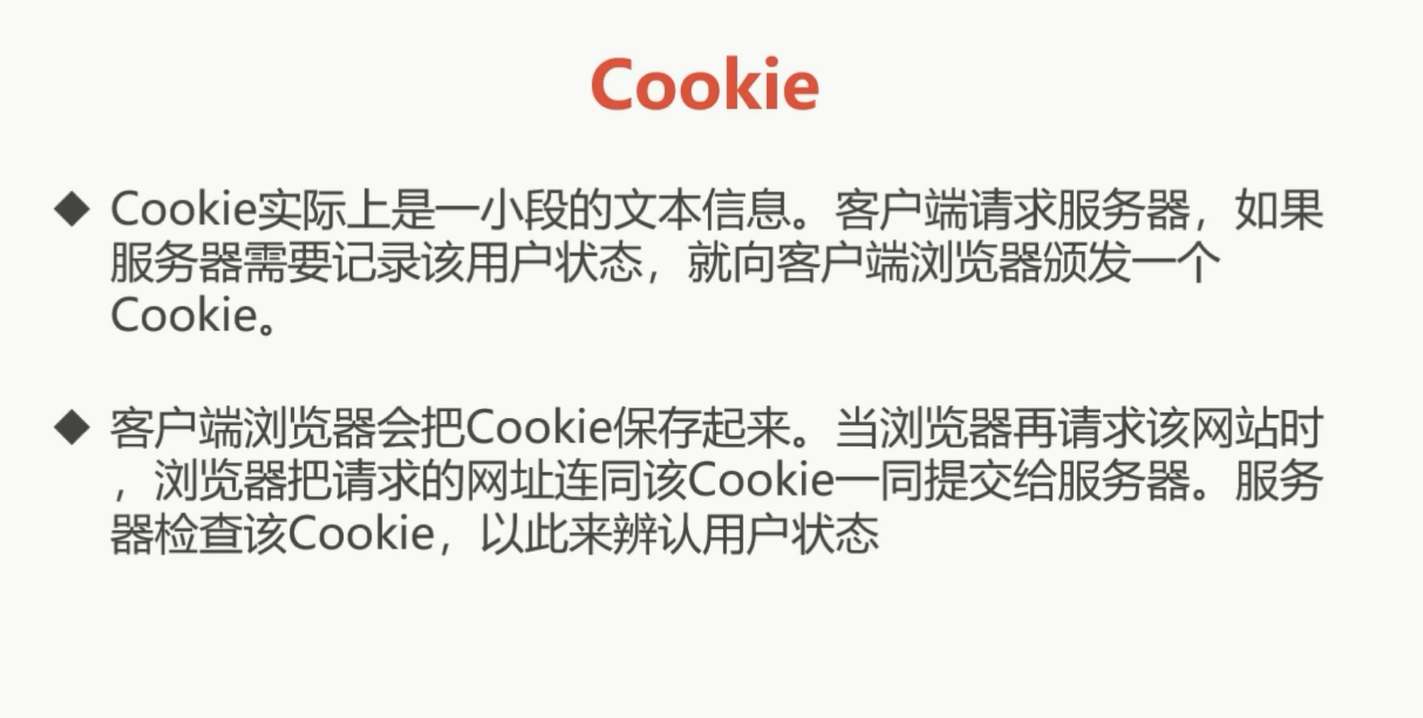 Cookie
◆ Cookie实际上是一小段的文本信息。客户端请求服务器，如果
服务器需要记录该用户状态，就向客户端浏览器颁发一个
Cookie。
◆ 客户端浏览器会把Cookie保存起来。当浏览器再请求该网站时
，浏览器把请求的网址连同该Cookie一同提交给服务器。服务
器检查该Cookie，以此来辨认用户状态